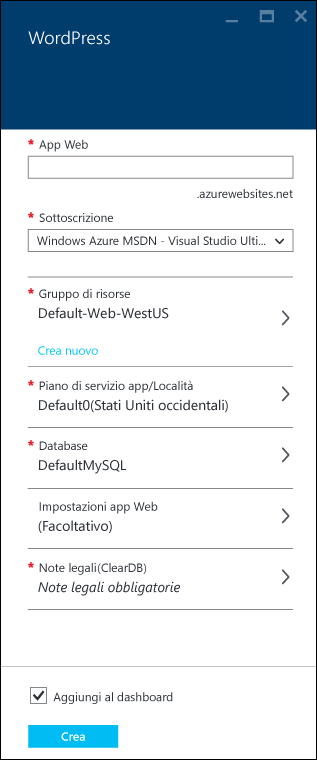 WordPress
* App Web
.azurewebsites.net
* Sottoscrizione
Windows Azure MSDN - Visual Studio Ulti...
* Gruppo di risorse
Default-Web-WestUS
Crea nuovo
* Piano di servizio app/Località
Default0(Stati Uniti occidentali)
* Database
DefaultMySQL
Impostazioni app Web
(Facoltativo)
* Note legali(ClearDB)
Note legali obbligatorie
Aggiungi al dashboard
Crea